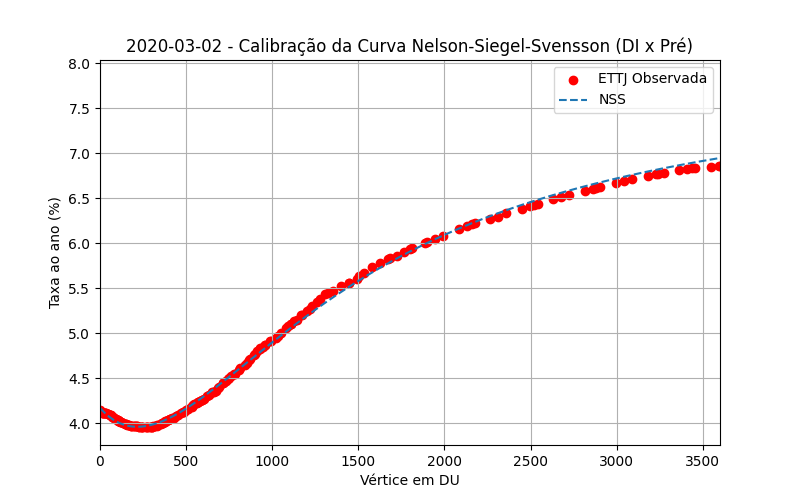 2020-03-02 - Calibração da Curva Nelson-Siegel-Svensson (DI x Pré)
ETTJ Observada
NSS
Taxa ao ano (%)
8.0
7.5
7.0
6.5
6.0
5.5
5.0
4.5
4.0
0 500 1000 1500 2000 2500 3000 3500
Vértice em DU